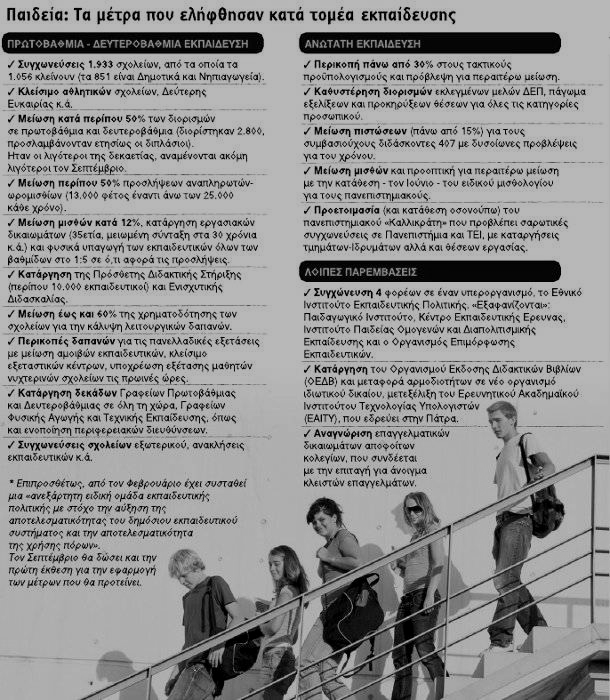 Παιδεία: Τα μέτρα που ελήφθησαν κατά τομέα εκπαίδευσης
ΠΡΩΤΟΒΑΘΜΙΑ - ΔΕΥΤΕΡΟΒΑΘΜΙΑ ΕΚΠΑΙΔΕΥΣΗ
✓ Συγχωνεύσεις 1.933 σχολείων, από τα οποία τα
1.056 κλείνουν (τα 851 είναι Δημοτικά και Νηπιαγωγεία).
✓ Κλείσιμο αθλητικών σχολείων, Δεύτερης
Ευκαιρίας κ.ά.
✓ Μείωση κατά περίπου 50% των διορισμών
σε πρωτοβάθμια και δευτεροβάθμια (διορίστηκαν 2.800,
προσλαμβάνονταν ετησίως οι διπλάσιοι).
Ηταν οι λιγότεροι της δεκαετίας, αναμένονται ακόμη
λιγότεροι τον Σεπτέμβριο.
✓ Μείωση περίπου 50% προσλήψεων αναπληρωτών-
ωρομισθίων (13.000 φέτος έναντι άνω των 25.000
κάθε χρόνο).
✓ Μείωση μισθών κατά 12%, κατάργηση εργασιακών
δικαιωμάτων (35ετία, μειωμένη σύνταξη στα 30 χρόνια
κ.ά.) και φυσικά υπαγωγή των εκπαιδευτικών όλων των
βαθμίδων στο 1:5 σε ό,τι αφορά τις προσλήψεις.
✓ Κατάργηση της Πρόσθετης Διδακτικής Στήριξης
(περίπου 10.000 εκπαιδευτικοί) και Ενισχυτικής
Διδασκαλίας.
✓ Μείωση έως και 60% της χρηματοδότησης των
σχολείων για την κάλυψη λειτουργικών δαπανών.
✓ Περικοπές δαπανών για τις πανελλαδικές εξετάσεις
με μείωση αμοιβών εκπαιδευτικών, κλείσιμο
εξεταστικών κέντρων, υποχρέωση εξέτασης μαθητών
νυχτερινών σχολείων τις πρωινές ώρες.
✓ Κατάργηση δεκάδων Γραφείων Πρωτοβάθμιας
και Δευτεροβάθμιας σε όλη τη χώρα, Γραφείων
Φυσικής Αγωγής και Τεχνικής Εκπαίδευσης, όπως
και ενοποίηση περιφερειακών διευθύνσεων.
✓ Συγχωνεύσεις σχολείων εξωτερικού, ανακλήσεις
εκπαιδευτικών κ.ά.
* Επιπροσθέτως, από τον Φεβρουάριο έχει συσταθεί
μια «ανεξάρτητη ειδική ομάδα εκπαιδευτικής
πολιτικής με στόχο την αύξηση της
αποτελεσματικότητας του δημόσιου εκπαιδευτικού
συστήματος και την αποτελεσματικότητα
της χρήσης πόρων».
Τον Σεπτέμβριο θα δώσει και την
πρώτη έκθεση για την εφαρμογή
των μέτρων που θα προτείνει.
ΑΝΩΤΑΤΗ ΕΚΠΑΙΔΕΥΣΗ
✓ Περικοπή πάνω από 30% στους τακτικούς
προϋπολογισμούς και πρόβλεψη για περαιτέρω μείωση.
✓ Καθυστέρηση διορισμών εκλεγμένων μελών ΔΕΠ, πάγωμα
εξελίξεων και προκηρύξεων θέσεων για όλες τις κατηγορίες
προσωπικού.
✓ Μείωση πιστώσεων (πάνω από 15%) για τους
συμβασιούχους διδάσκοντες 407 με δυσοίωνες προβλέψεις
για του χρόνου.
✓ Μείωση μισθών και προοπτική για περαιτέρω μείωση
με την κατάθεση - τον Ιούνιο - του ειδικού μισθολογίου
για τους πανεπιστημιακούς.
✓ Προετοιμασία (και κατάθεση οσονούπω) του
πανεπιστημιακού «Καλλικράτη» που προβλέπει σαρωτικές
συγχωνεύσεις σε Πανεπιστήμια και ΤΕΙ, με καταργήσεις
τμημάτων-Ιδρυμάτων αλλά και θέσεων εργασίας.
ΛΟΙΠΕΣ ΠΑΡΕΜΒΑΣΕΙΣ
✓ Συγχώνευση 4 φορέων σε έναν υπεροργανισμό, το Εθνικό
Ινστιτούτο Εκπαιδευτικής Πολιτικής. «Εξαφανίζονται»:
Παιδαγωγικό Ινστιτούτο, Κέντρο Εκπαιδευτικής Ερευνας,
Ινστιτούτο Παιδείας Ομογενών και Διαπολιτισμικής
Εκπαίδευσης και ο Οργανισμός Επιμόρφωσης
Εκπαιδευτικών.
✓ Κατάργηση του Οργανισμού Εκδοσης Διδακτικών Βιβλίων
(ΟΕΔΒ) και μεταφορά αρμοδιοτήτων σε νέο οργανισμό
ιδιωτικού δικαίου, μετεξέλιξη του Ερευνητικού Ακαδημαϊκού
Ινστιτούτου Τεχνολογίας Υπολογιστών
(ΕΑΙΤΥ), που εδρεύει στην Πάτρα.
✓ Αναγνώριση επαγγελματικών
δικαιωμάτων αποφοίτων
κολεγίων, που συνδέεται
με την επιταγή για άνοιγμα
κλειστών επαγγελμάτων.